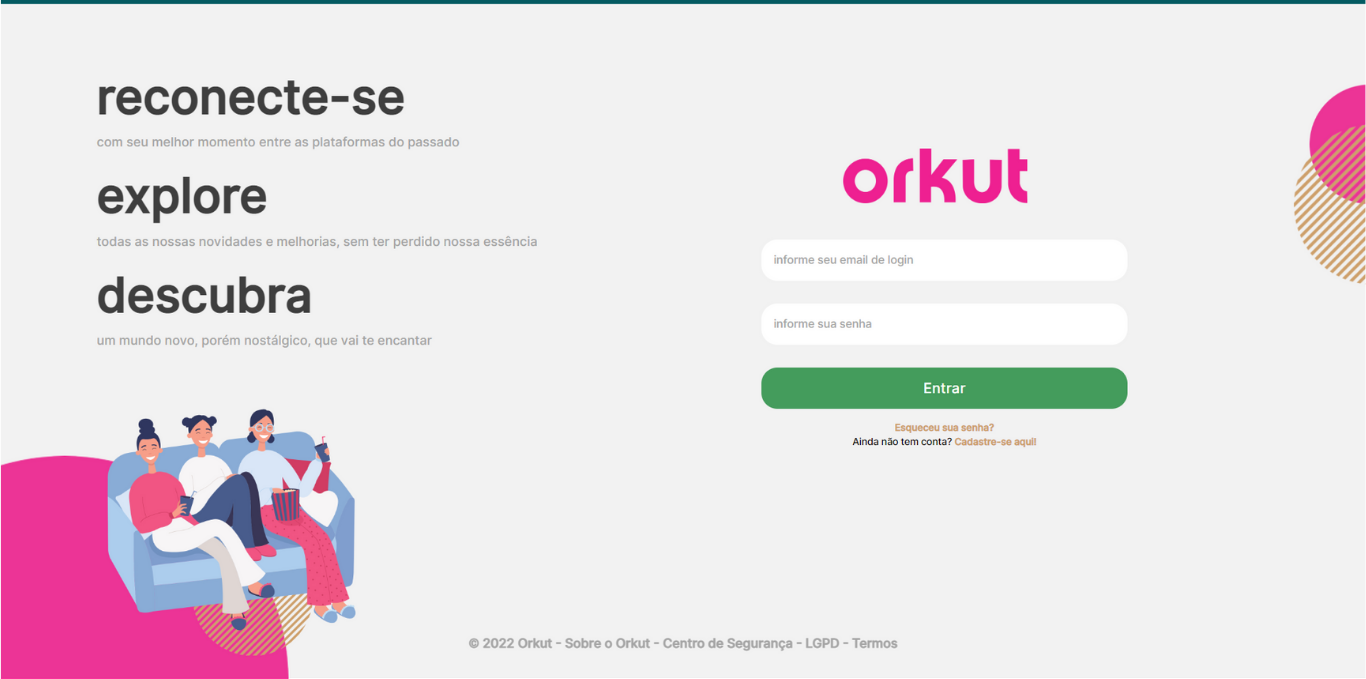 reconecte-se
com seu melhor momento entre as plataformas do passado
explore
todas as nossas novidades e melhorias, sem ter perdido nossa essência
descubra
um mundo novo, porém nostálgico, que vai te encantar
orkut
informe seu email de login
informe sua senha
Entrar
Esqueceu sua senha?
Ainda não tem conta? Cadastre-se aqui!
© 2022 Orkut - Sobre o Orkut - Centro de Segurança - LGPD - Termos